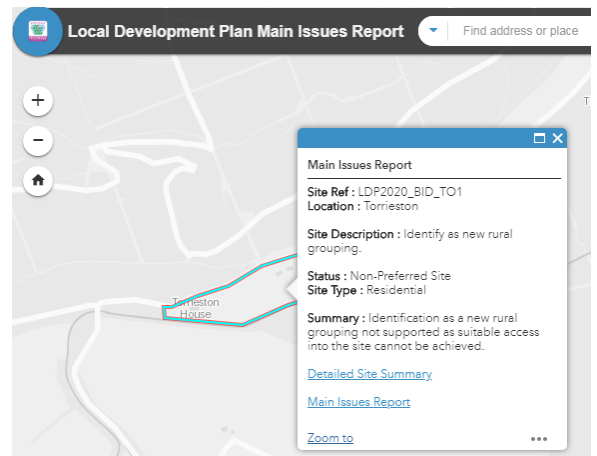 Local Development Plan Main Issues Report
Find address or place
+
−
T
Main Issues Report
Site Ref : LDP2020_BID_TO1
Location : Torrieston
Site Description : Identify as new rural
grouping.
Status : Non-Preferred Site
Site Type : Residential
Summary : Identification as a new rural
grouping not supported as suitable access
into the site cannot be achieved.
Detailed Site Summary
Main Issues Report
Zoom to
Torrieston
House